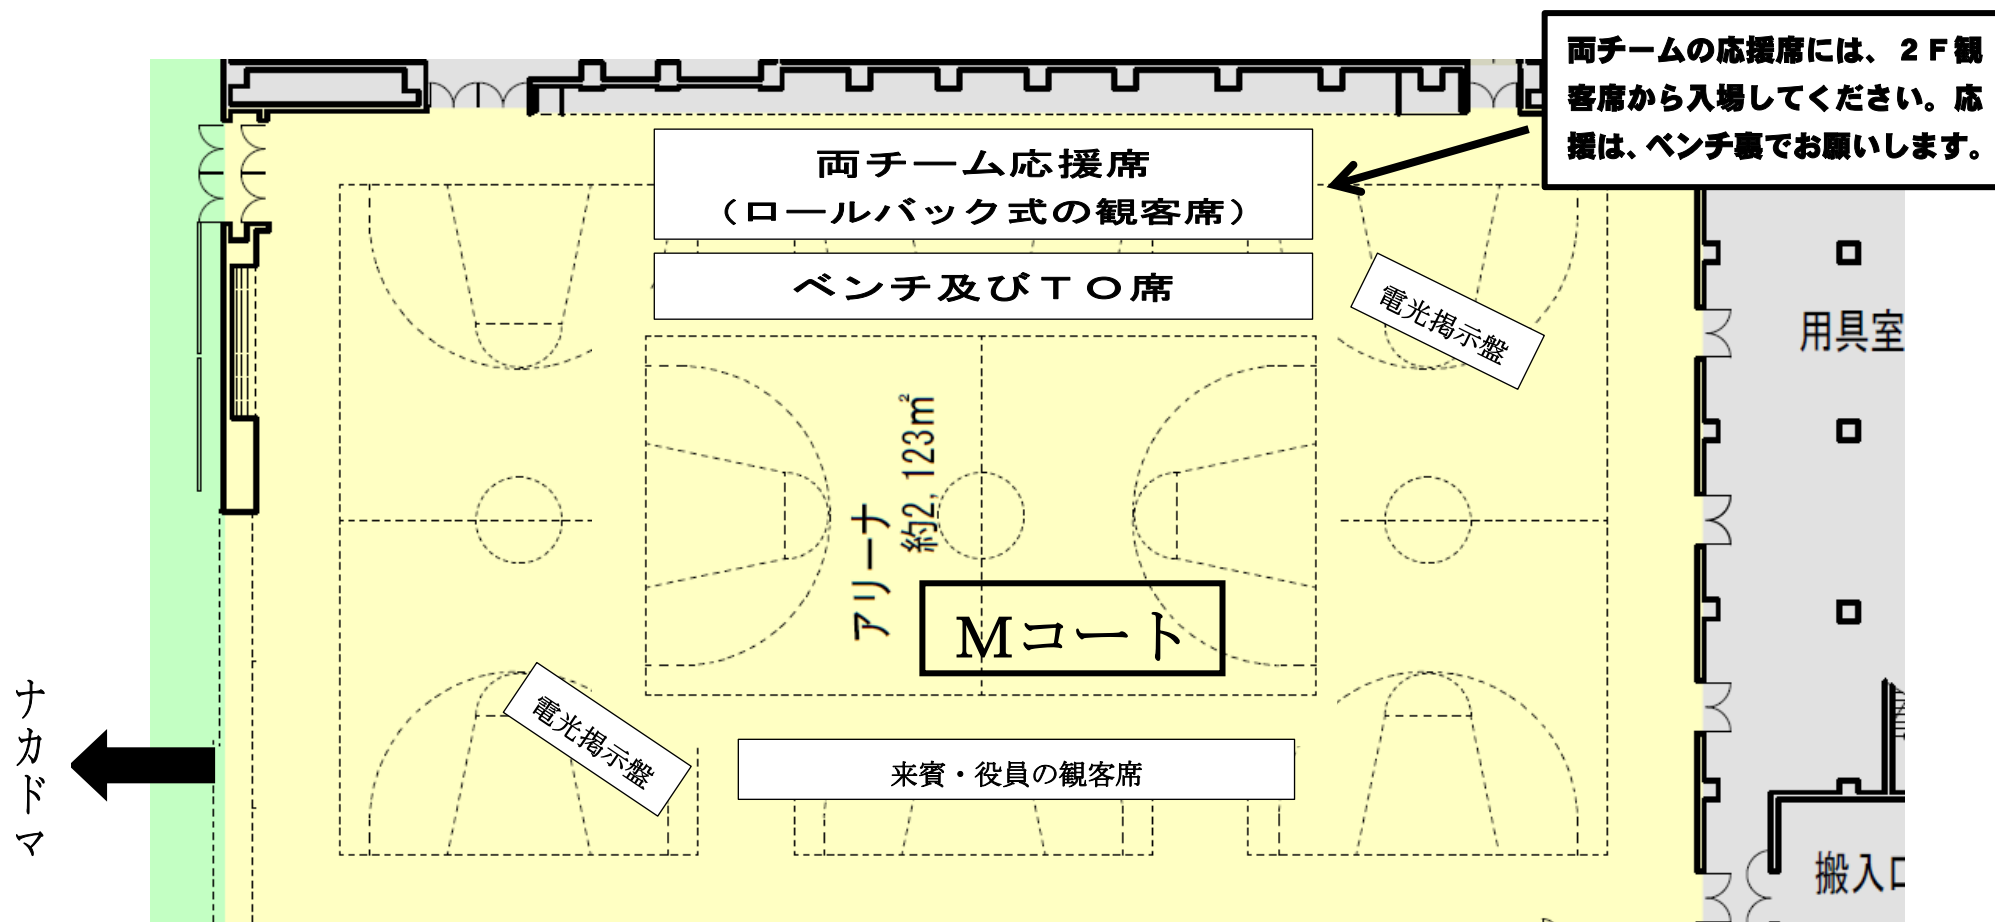 両チームの応援席には、２Ｆ観
客席から入場してください。応
援は、ベンチ裏でお願いします。
両チーム応援席
（ロールバック式の観客席）
ベンチ及びＴＯ席
電光掲示盤
用具室
アリーナ
約2,123㎡
Ｍコート
電光掲示盤
来賓・役員の観客席
ナカドマ
搬入口